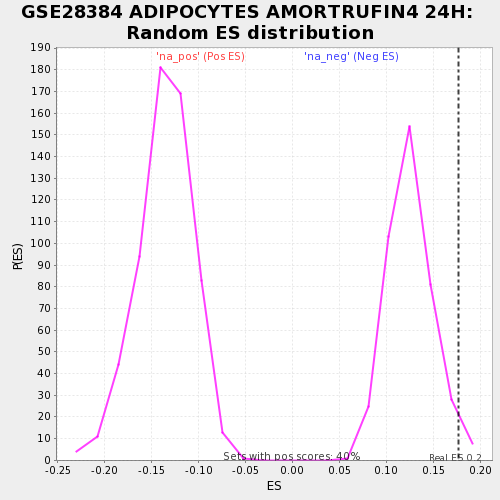 GSE28384 ADIPOCYTES AMORTRUFIN4 24H:
Random ES distribution
'na_pos' (Pos ES) 'na_neg' (Neg ES)
190
180
170
160
150
140
130
120
110
100
90
80
70
60
50
40
30
20
10
0
P(ES)
Sets with pos scores: 40%
Real ES 0.2
-0.25 -0.20 -0.15 -0.10 -0.05 0.00 0.05 0.10 0.15 0.20
ES